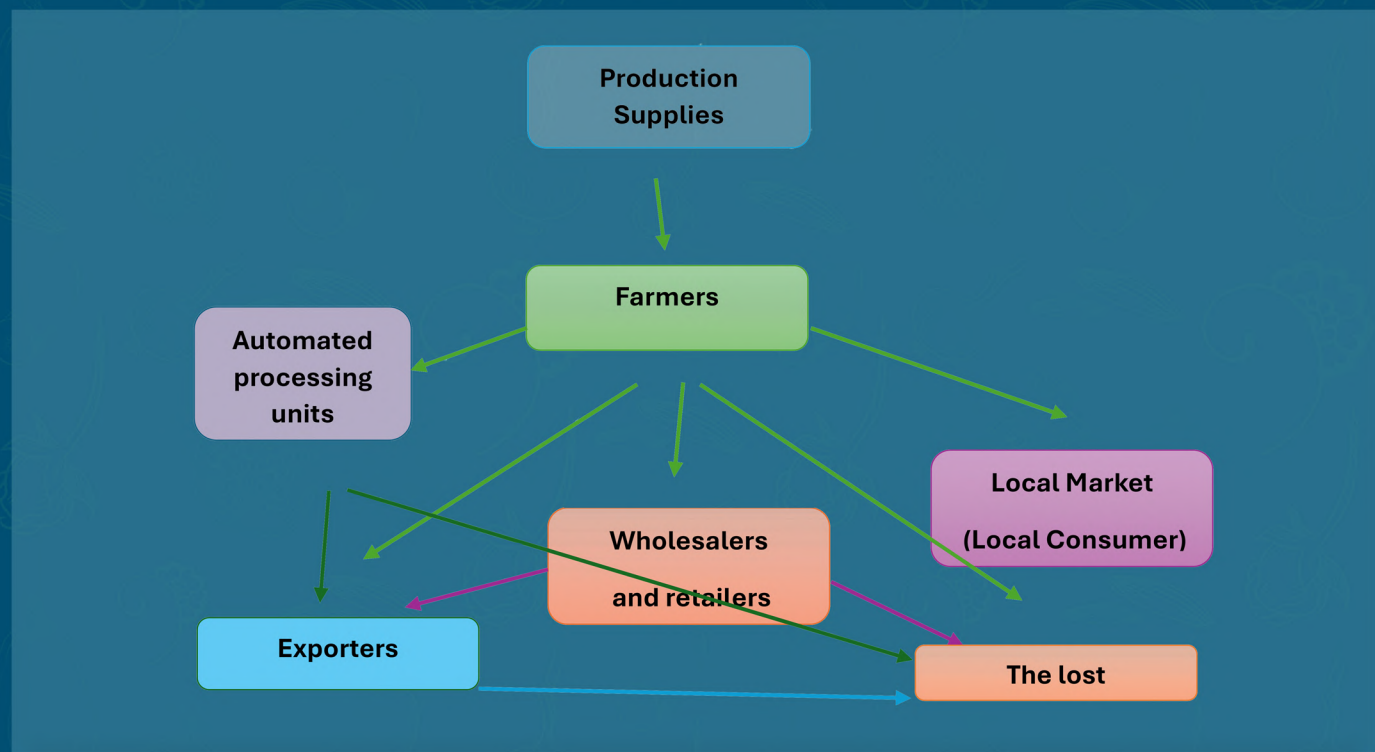 Production
Supplies
Farmers
Automated
processing
units
Local Market
(Local Consumer)
Wholesalers
and retailers
Exporters
The lost